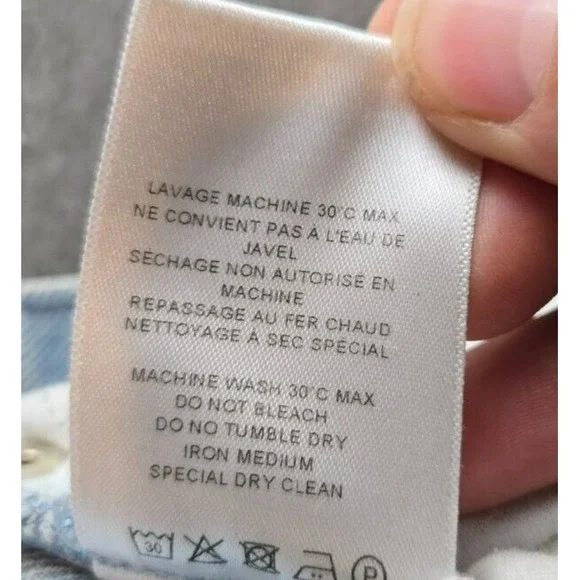 LAVAGE MACHINE 30°C MAX
NE CONVIENT PAS À L'EAU DE
JAVEL
SECHAGE NON AUTORISE EN
MACHINE
REPASSAGE AU FER CHAUD
NETTOYAGE À SEC SPÉCIAL
MACHINE WASH 30°C MAX
DO NOT BLEACH
DO NO TUMBLE DRY
IRON MEDIUM
SPECIAL DRY CLEAN
30 P